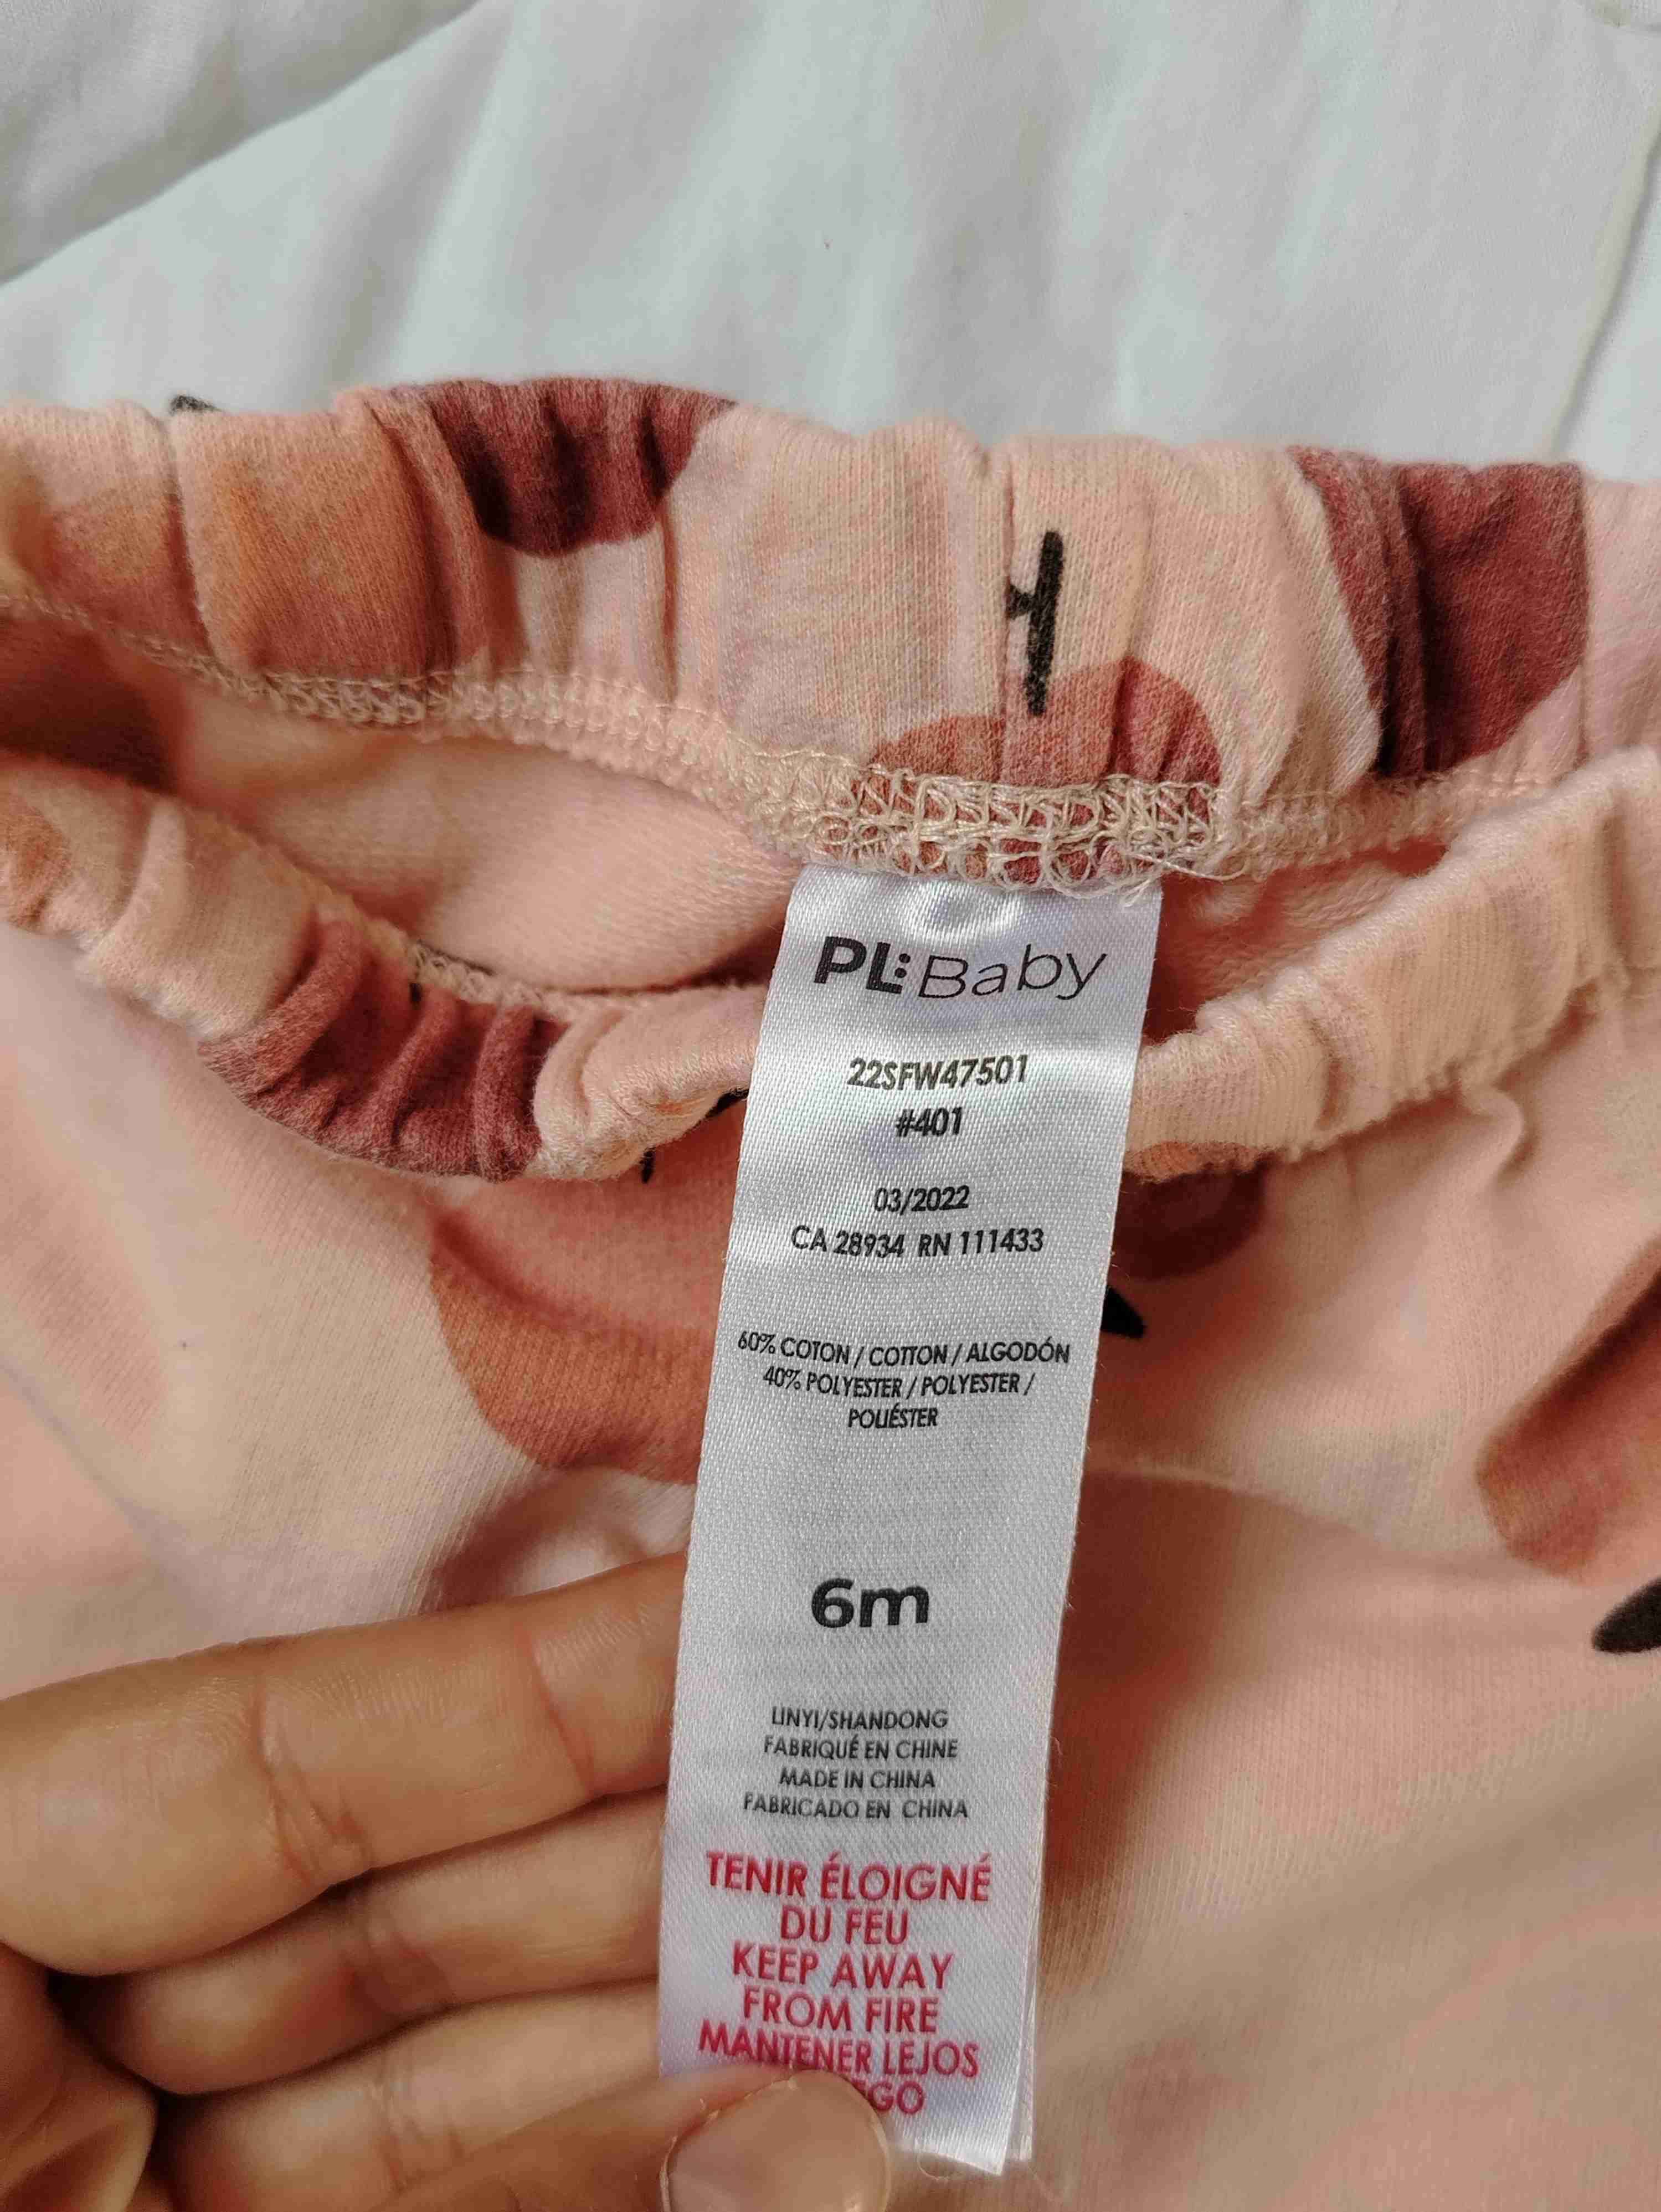 PL Baby
22SFW47501
#401
03/2022
CA 28934 RN 111433
60% COTON / COTTON / ALGODÓN
40% POLYESTER / POLYESTER /
POLIÉSTER
6m
LINYI/SHANDONG
FABRIQUÉ EN CHINE
MADE IN CHINA
FABRICADO EN CHINA
TENIR ÉLOIGNÉ
DU FEU
KEEP AWAY
FROM FIRE
MANTENER LEJOS